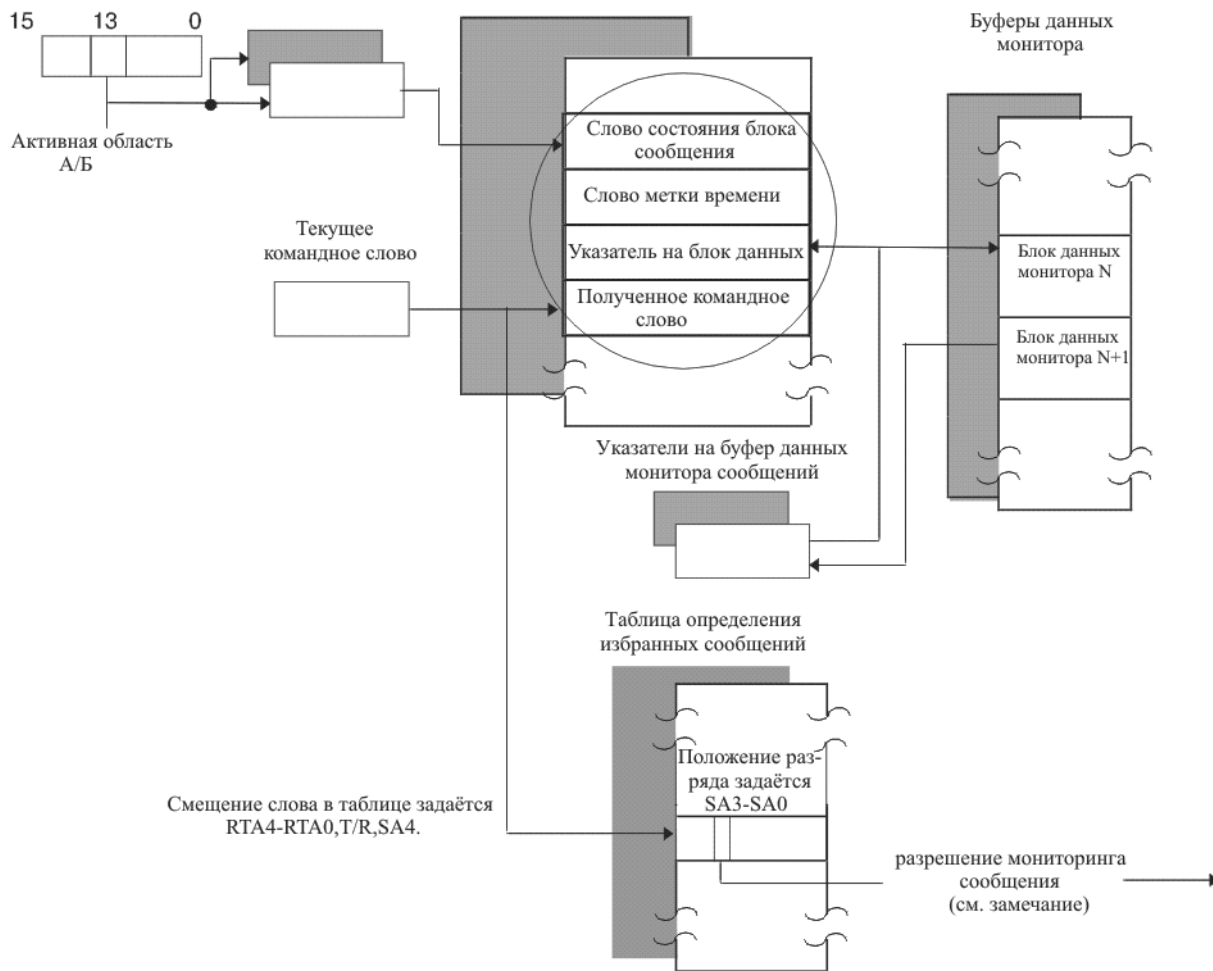 15 13 0
Активная область
А/Б
Текущее
командное слово
Слово состояния блока
сообщения
Слово метки времени
Указатель на блок данных
Полученное командное
слово
Буферы данных
монитора
Блок данных
монитора N
Блок данных
монитора N+1
Указатели на буфер данных
монитора сообщений
Таблица определения
избранных сообщений
Положение раз-
ряда задаётся
SA3-SA0
Смещение слова в таблице задаётся
RTA4-RTA0,T/R,SA4.
разрешение мониторинга
сообщения
(см. замечание)